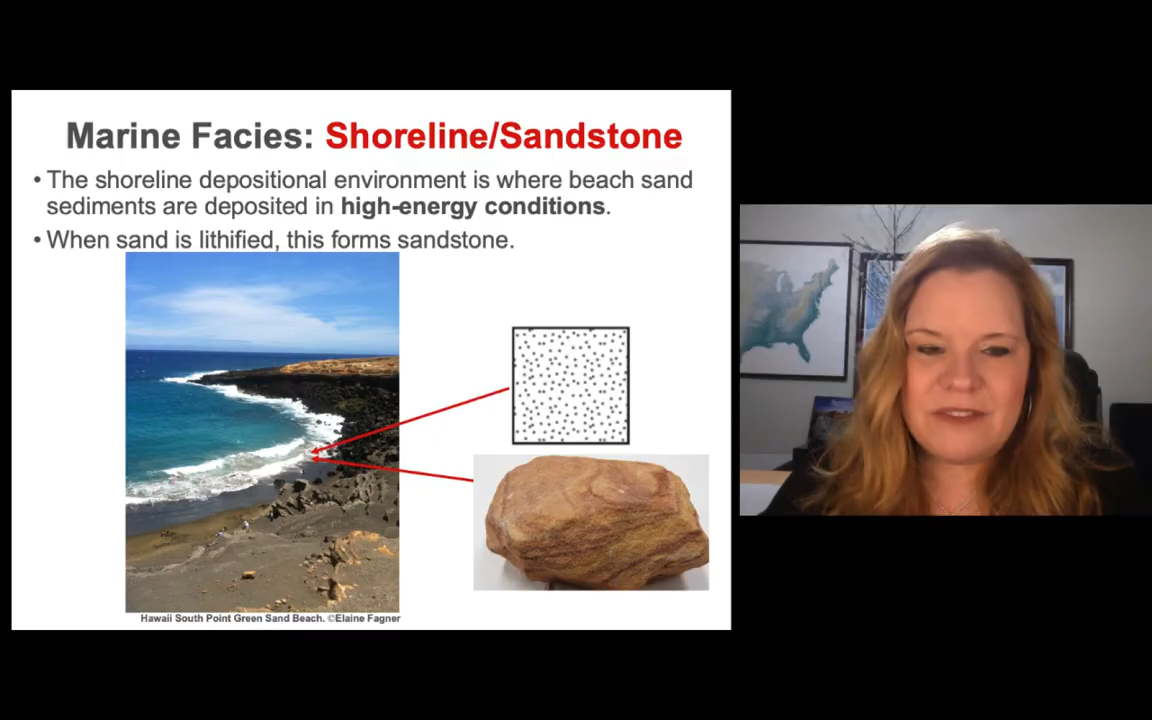 Marine Facies: Shoreline/Sandstone
• The shoreline depositional environment is where beach sand
sediments are deposited in high-energy conditions.
• When sand is lithified, this forms sandstone.
Hawaii South Point Green Sand Beach. ©Elaine Fagner